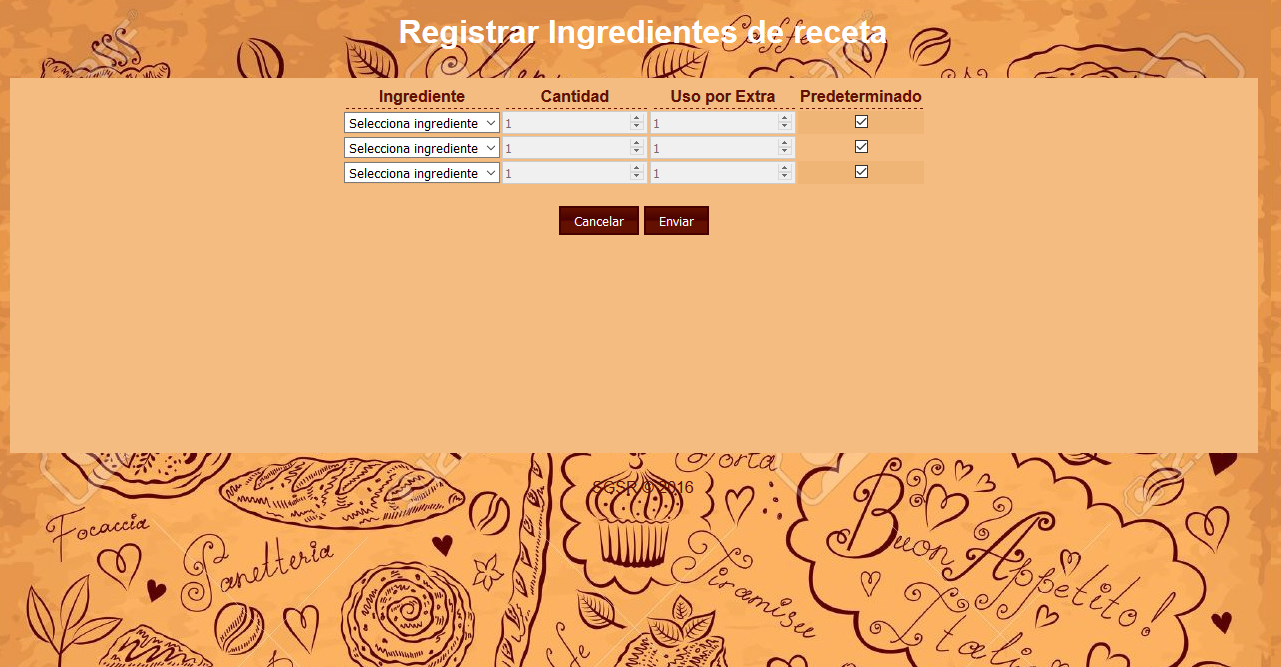 Registrar Ingredientes de receta
Ingrediente Cantidad Uso por Extra Predeterminado
Selecciona ingrediente 1 1
Selecciona ingrediente 1 1
Selecciona ingrediente 1 1
Cancelar Enviar
Torta
SGSR © 2016
Focaccia
Panetteria
Tiramisu
Buon Appetito!